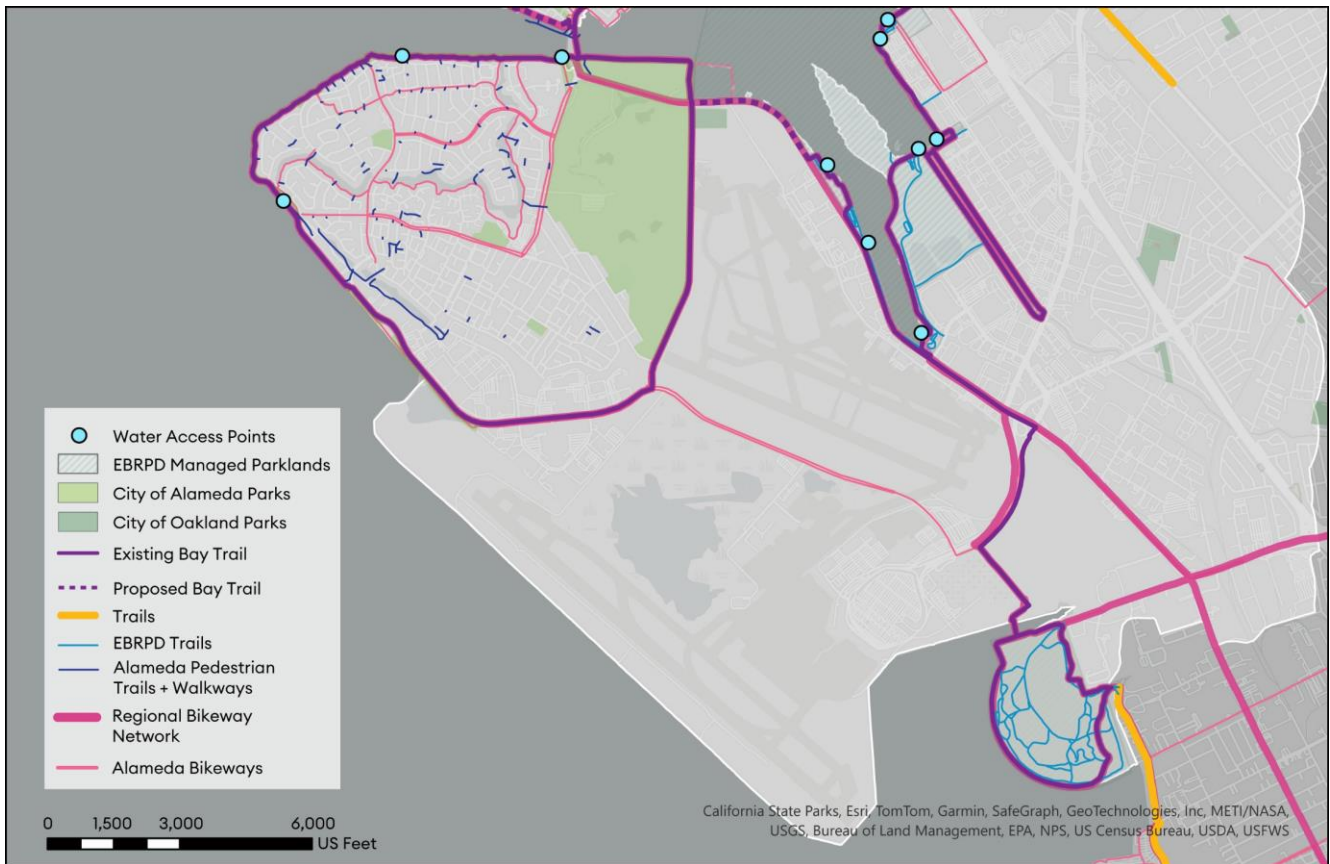 Water Access Points
EBRPD Managed Parklands
City of Alameda Parks
City of Oakland Parks
Existing Bay Trail
Proposed Bay Trail
Trails
EBRPD Trails
Alameda Pedestrian
Trails + Walkways
Regional Bikeway
Network
Alameda Bikeways
0 1,500 3,000 6,000
US Feet
California State Parks, Esri, TomTom, Garmin, SafeGraph, GeoTechnologies, Inc, METI/NASA,
USGS, Bureau of Land Management, EPA, NPS, US Census Bureau, USDA, USFWS